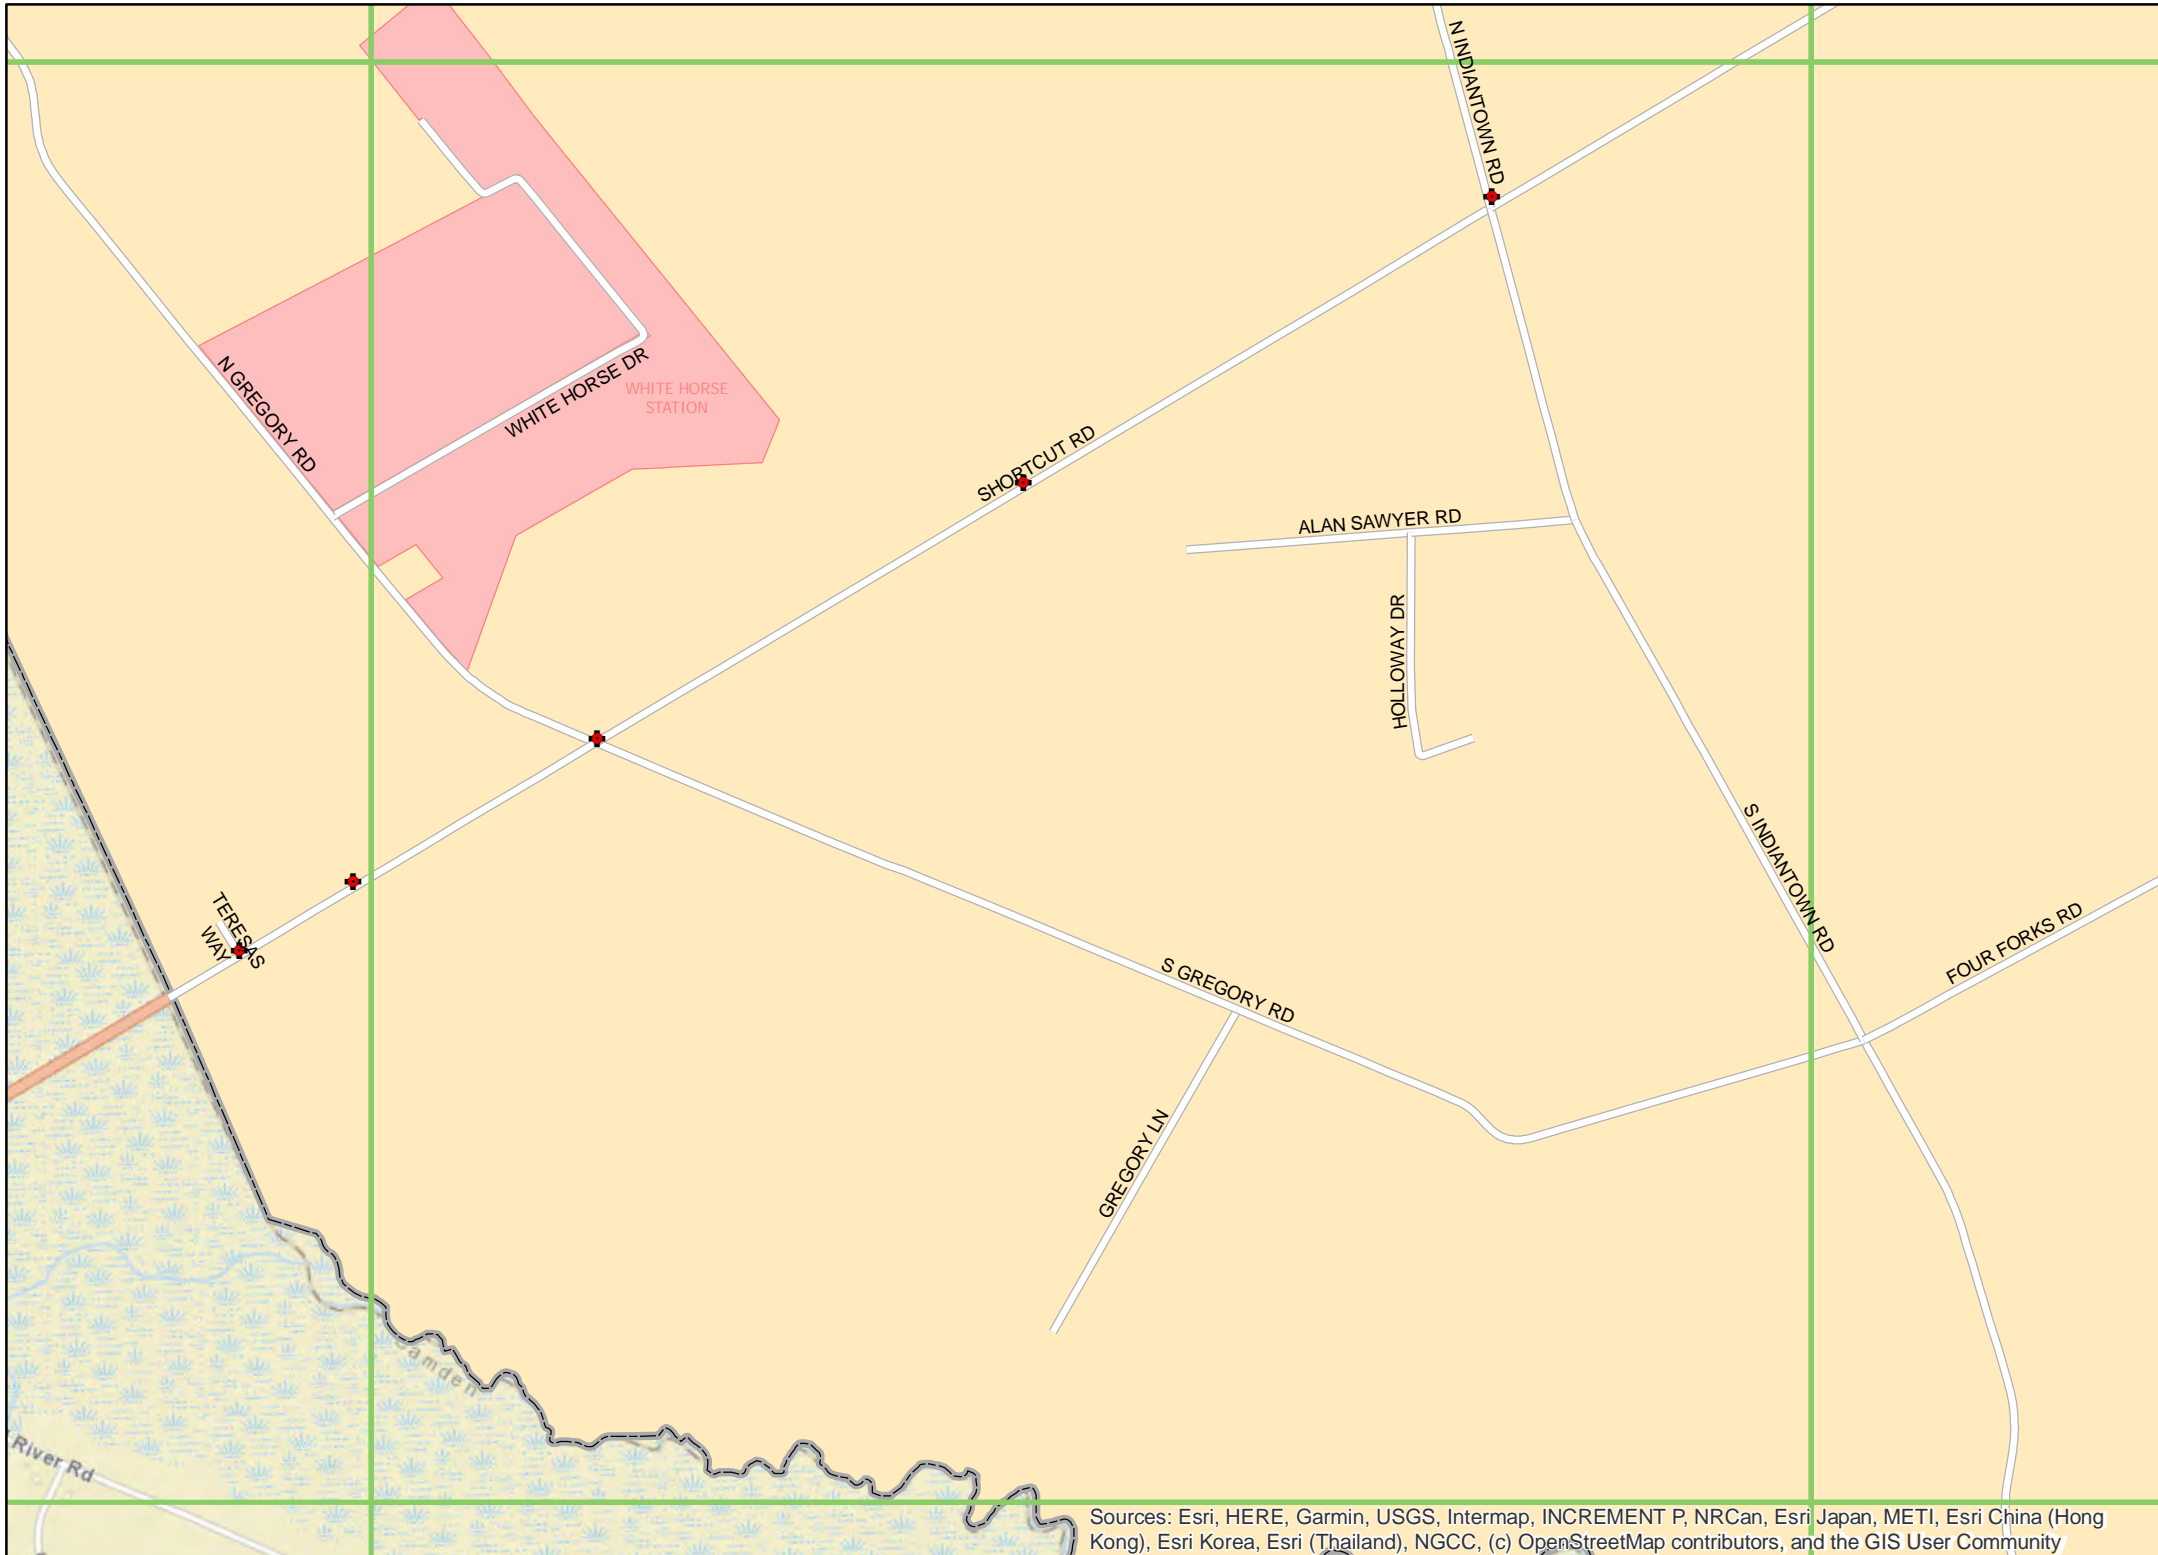 N INDIANTOWN RD
N GREGORY RD
WHITE HORSE DR
WHITE HORSE
STATION
SHORTCUT RD
ALAN SAWYER RD
HOLLOWAY DR
S INDIANTOWN RD
TERESAS
WAY
FOUR FORKS RD
S GREGORY RD
GREGORY LN
Camden
River Rd
Sources: Esri, HERE, Garmin, USGS, Intermap, INCREMENT P, NRCan, Esri Japan, METI, Esri China (Hong
Kong), Esri Korea, Esri (Thailand), NGCC, (c) OpenStreetMap contributors, and the GIS User Community